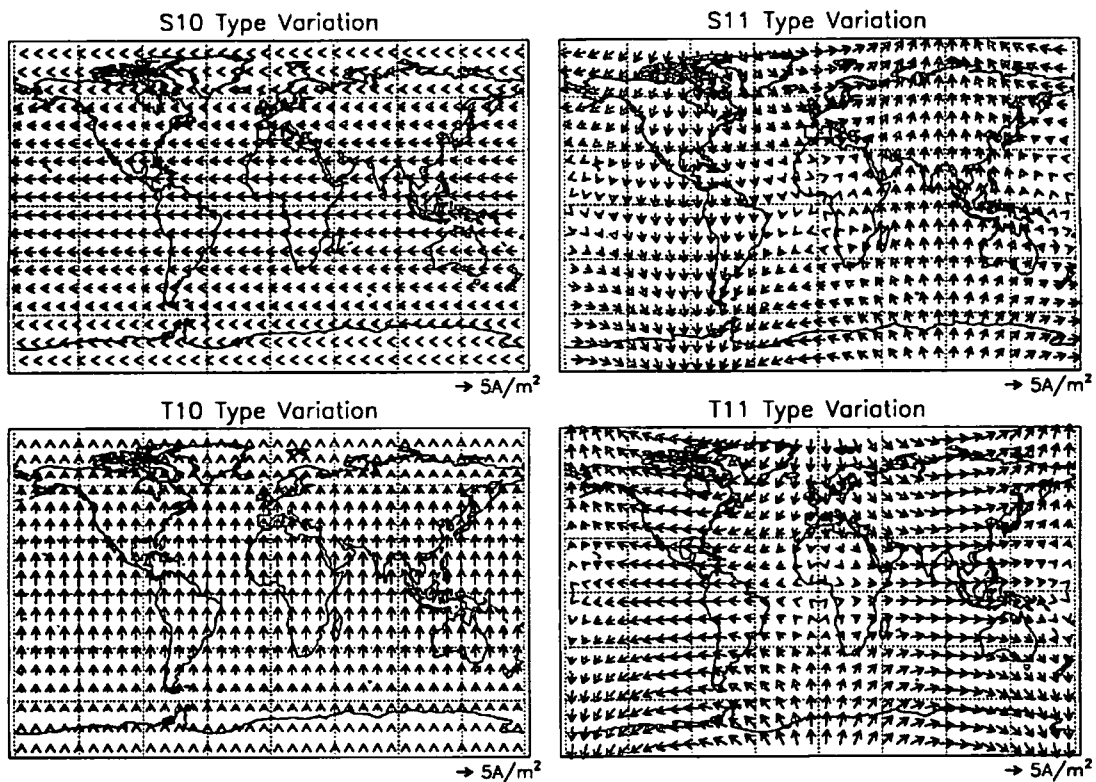 S10 Type Variation
S11 Type Variation
→ 5A/m²
→ 5A/m²
T10 Type Variation
T11 Type Variation
→ 5A/m²
→ 5A/m²